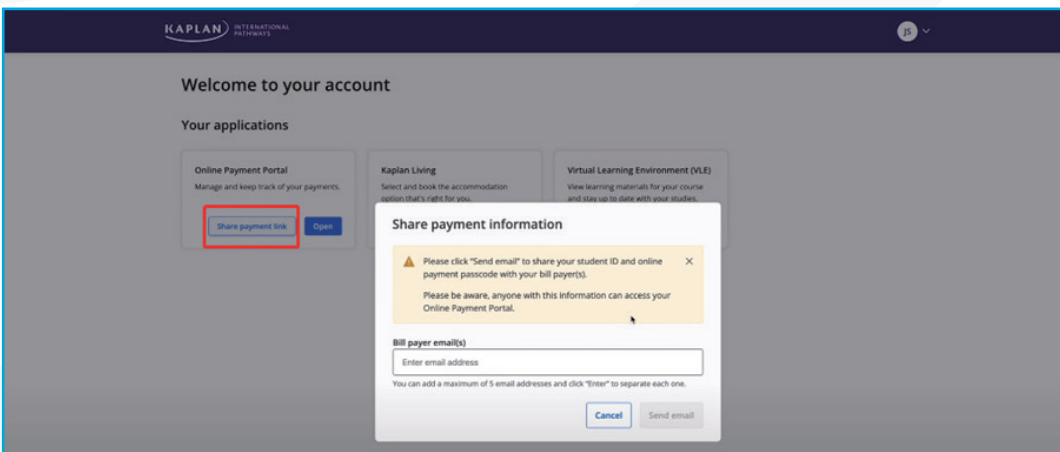 KAPLAN INTERNATIONAL
PATHWAYS
JS
Welcome to your account
Your applications
Online Payment Portal
Manage and keep track of your payments.
Share payment link
Open
Kaplan Living
Select and book the accommodation
option that's right for you.
Virtual Learning Environment (VLE)
View learning materials for your course
and stay up to date with your studies.
Share payment information
Please click "Send email" to share your student ID and online
payment passcode with your bill payer(s).
Please be aware, anyone with this information can access your
Online Payment Portal.
Bill payer email(s)
Enter email address
You can add a maximum of 5 email addresses and click "Enter" to separate each one.
Cancel
Send email